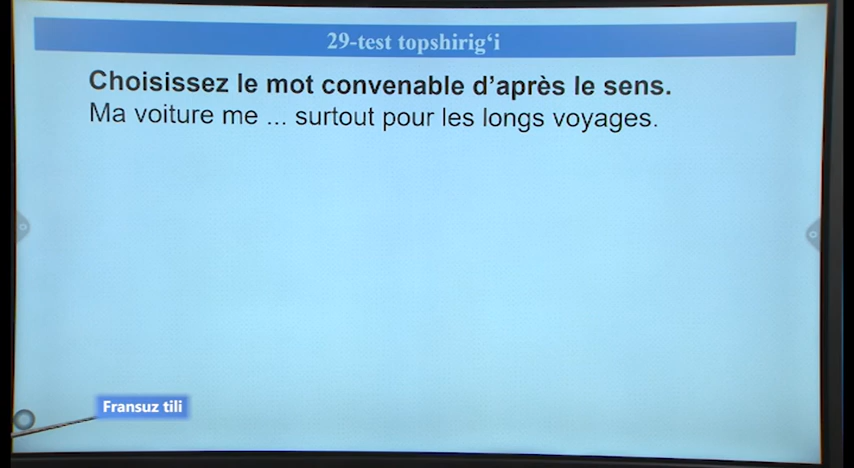 29-test topshirig‘i
Choisissez le mot convenable d’après le sens.
Ma voiture me ... surtout pour les longs voyages.
Fransuz tili